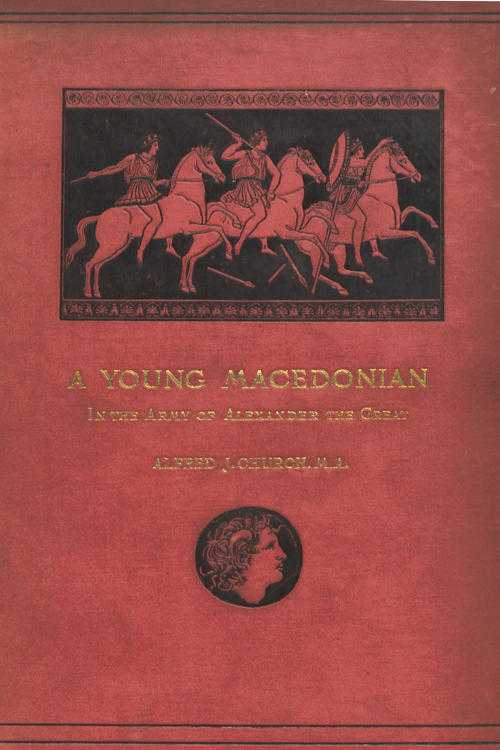 A YOUNG MACEDONIAN
IN THE ARMY OF ALEXANDER THE GREAT
ALFRED J. CHURCH, M.A.